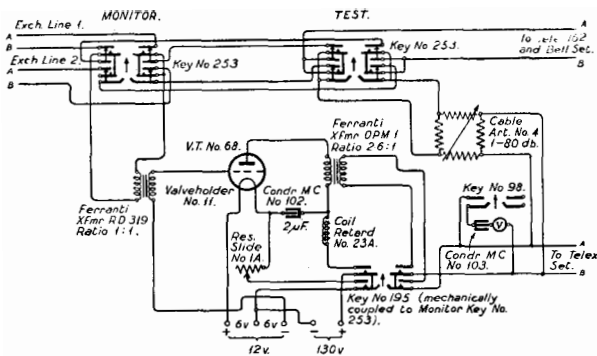 MONITOR.
TEST.
Exch. Line 1.
A
B
Exch Line 2.
A
B
Key No 253
Key No 253.
A
To Tele 162
and Bell Set.
B
V.T. No. 68.
Valveholder
No. 11.
Ferranti
Xfmr RD 319
Ratio 1:1.
Ferranti
Xfmr OPM 1
Ratio 2·6:1
Condr MC
No 102.
2μF.
Coil
Retard
No. 23A.
Res.
Slide
No 1A.
Cable
Art. No. 4
1-80 db.
Key No 98.
V
Condr MC
No 103.
A
To Telex
Set.
B
Key No 195 (mechanically
coupled to Monitor Key No.
253).
+ 6v 6v -
12v.
- 130v +